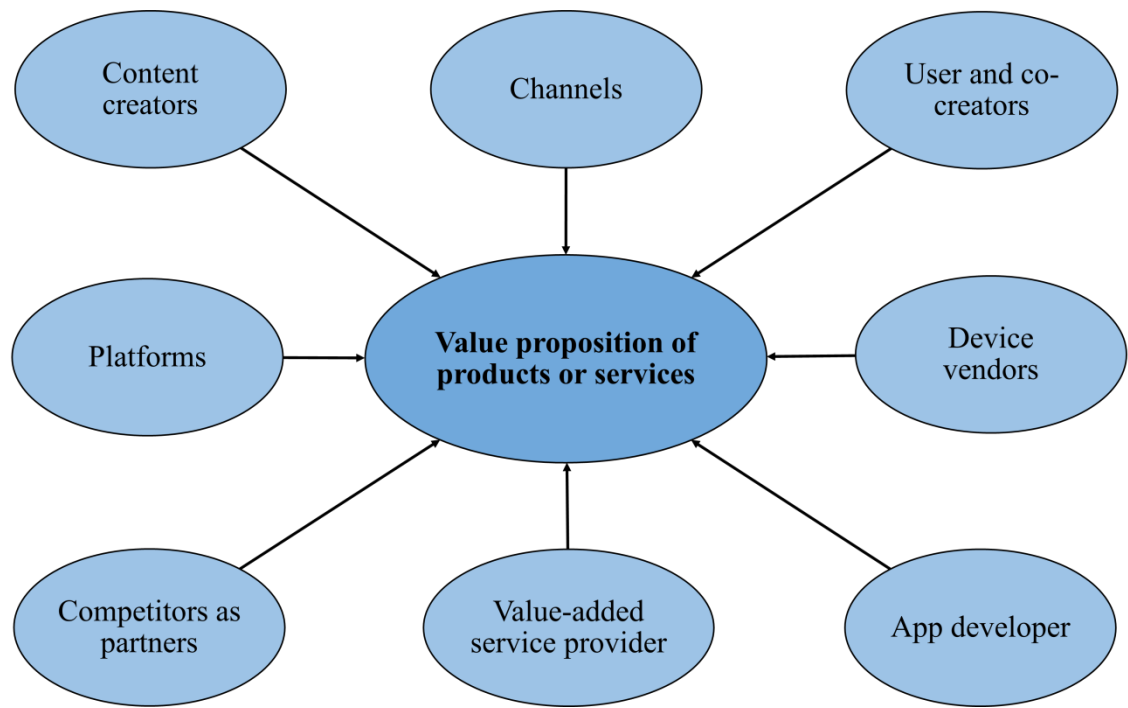 Content
creators
Channels
User and co-
creators
Platforms
Value proposition of
products or services
Device
vendors
Competitors as
partners
Value-added
service provider
App developer